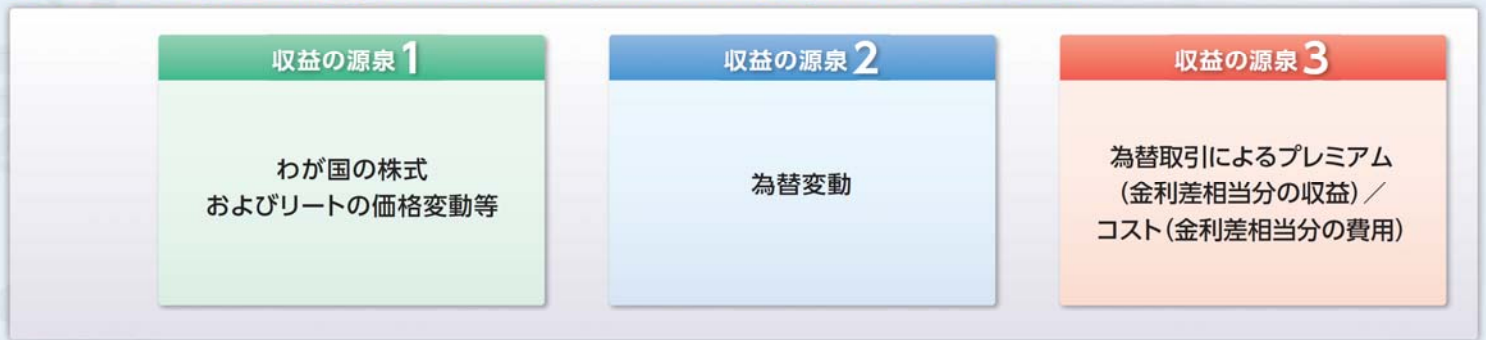 収益の源泉1
わが国の株式
およびリートの価格変動等
収益の源泉2
為替変動
収益の源泉3
為替取引によるプレミアム
(金利差相当分の収益)／
コスト(金利差相当分の費用)